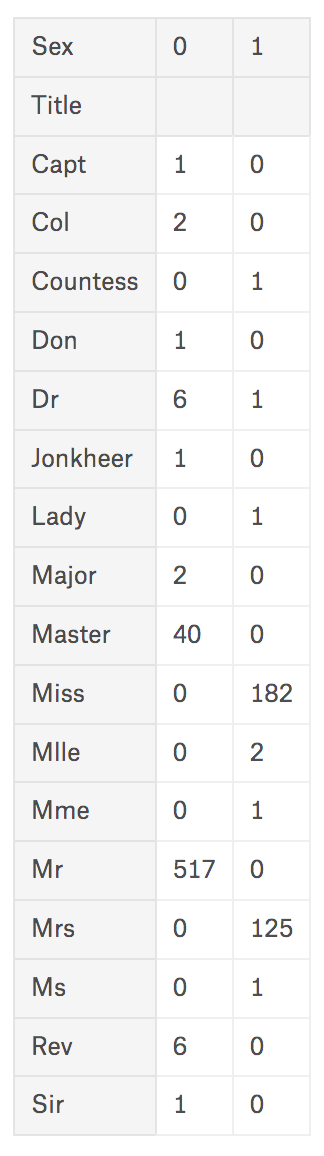 Sex 0 1
Title
Capt 1 0
Col 2 0
Countess 0 1
Don 1 0
Dr 6 1
Jonkheer 1 0
Lady 0 1
Major 2 0
Master 40 0
Miss 0 182
Mlle 0 2
Mme 0 1
Mr 517 0
Mrs 0 125
Ms 0 1
Rev 6 0
Sir 1 0